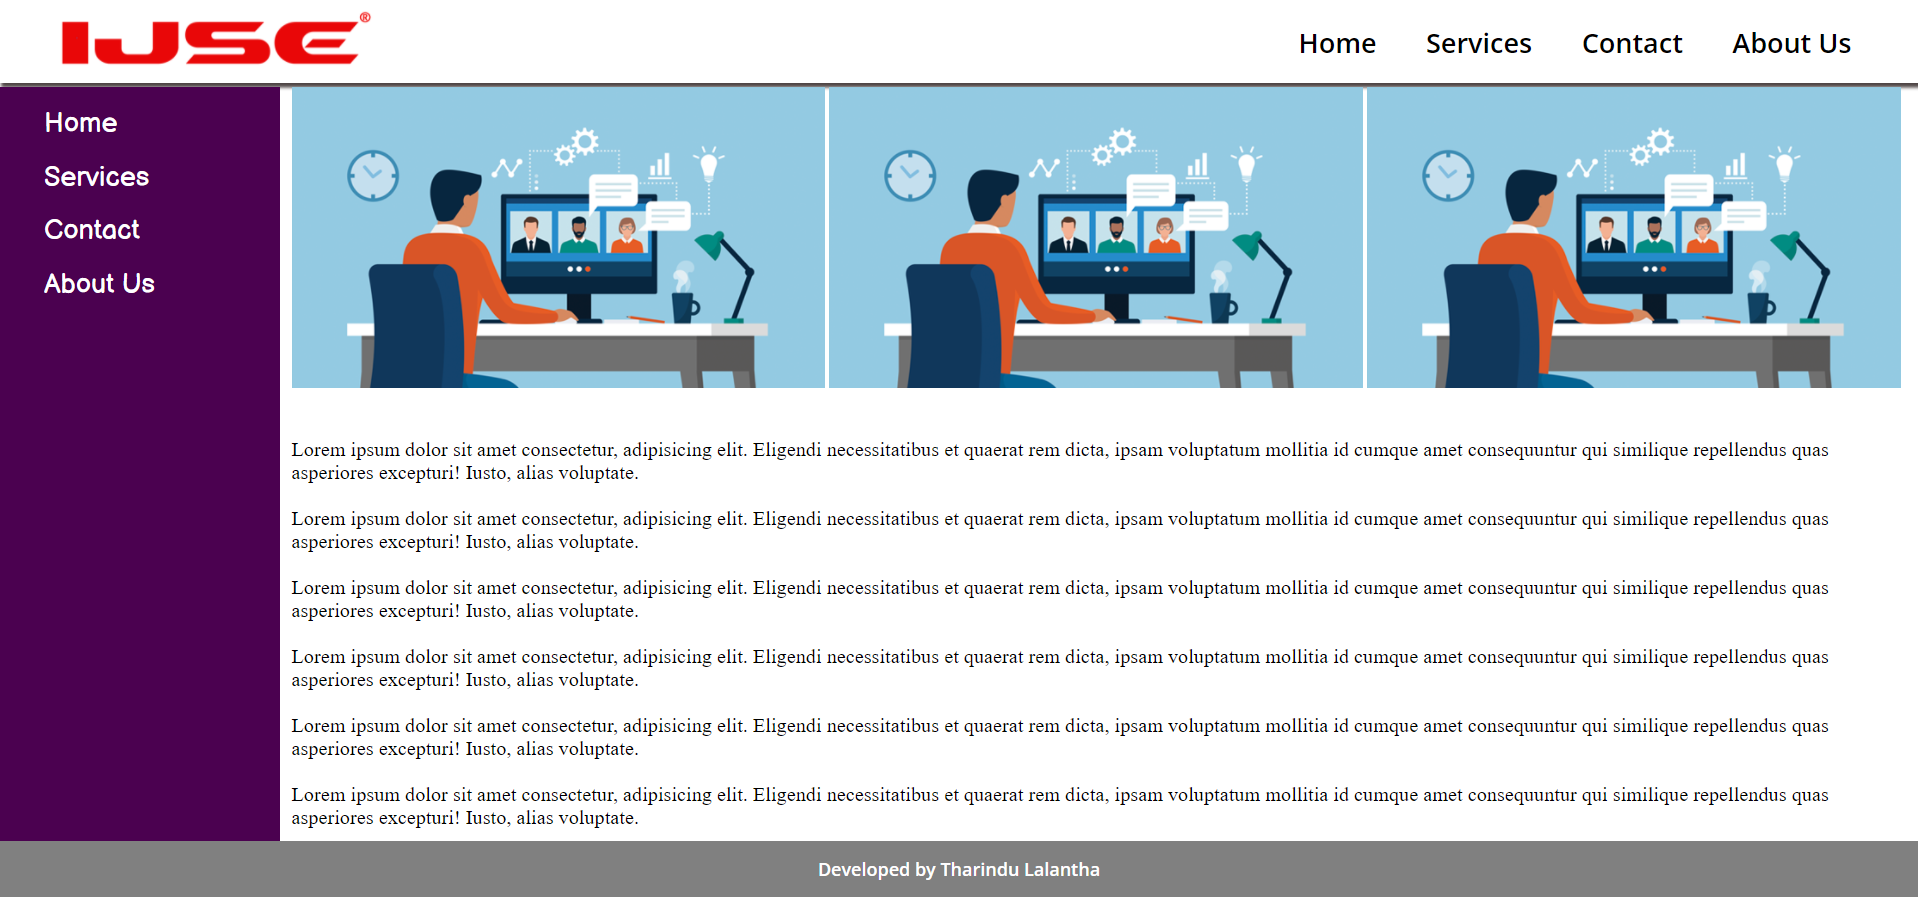 IJSE®
Home Services Contact About Us
Home
Services
Contact
About Us
Lorem ipsum dolor sit amet consectetur, adipisicing elit. Eligendi necessitatibus et quaerat rem dicta, ipsam voluptatum mollitia id cumque amet consequuntur qui similique repellendus quas
asperiores excepturi! Iusto, alias voluptate.
Lorem ipsum dolor sit amet consectetur, adipisicing elit. Eligendi necessitatibus et quaerat rem dicta, ipsam voluptatum mollitia id cumque amet consequuntur qui similique repellendus quas
asperiores excepturi! Iusto, alias voluptate.
Lorem ipsum dolor sit amet consectetur, adipisicing elit. Eligendi necessitatibus et quaerat rem dicta, ipsam voluptatum mollitia id cumque amet consequuntur qui similique repellendus quas
asperiores excepturi! Iusto, alias voluptate.
Lorem ipsum dolor sit amet consectetur, adipisicing elit. Eligendi necessitatibus et quaerat rem dicta, ipsam voluptatum mollitia id cumque amet consequuntur qui similique repellendus quas
asperiores excepturi! Iusto, alias voluptate.
Lorem ipsum dolor sit amet consectetur, adipisicing elit. Eligendi necessitatibus et quaerat rem dicta, ipsam voluptatum mollitia id cumque amet consequuntur qui similique repellendus quas
asperiores excepturi! Iusto, alias voluptate.
Lorem ipsum dolor sit amet consectetur, adipisicing elit. Eligendi necessitatibus et quaerat rem dicta, ipsam voluptatum mollitia id cumque amet consequuntur qui similique repellendus quas
asperiores excepturi! Iusto, alias voluptate.
Developed by Tharindu Lalantha